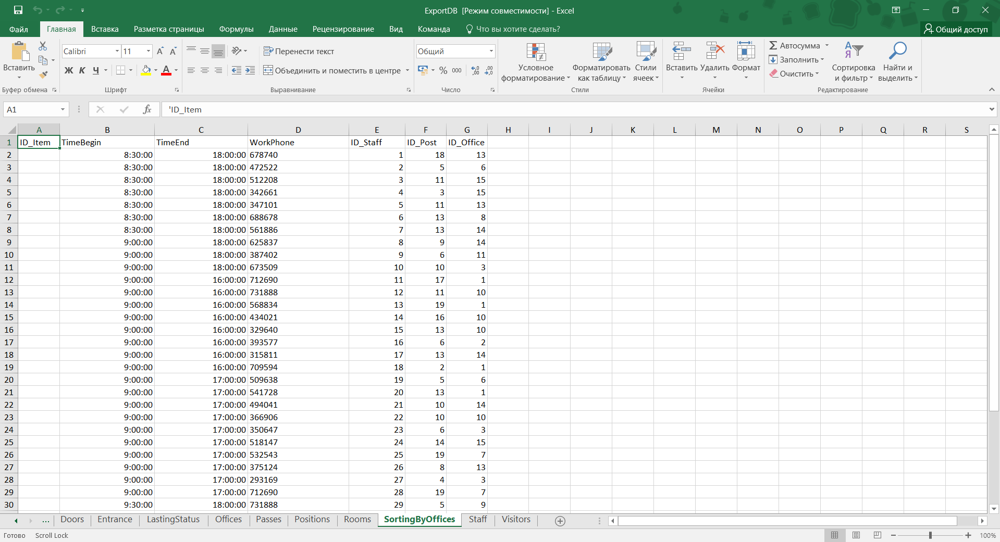 ExportDB [Режим совместимости] - Excel
Файл Главная Вставка Разметка страницы Формулы Данные Рецензирование Вид Команда Что вы хотите сделать? Общий доступ
Вставить
Буфер обмена
Calibri 11
Ж К Ч А
Шрифт
Перенести текст
Объединить и поместить в центре
Выравнивание
Общий
% 000
Число
Условное форматирование
Форматировать как таблицу
Стили ячеек
Стили
Вставить Удалить Формат
Ячейки
Автосумма
Заполнить
Очистить
Сортировка и фильтр
Найти и выделить
Редактирование
A1 fx 'ID_Item
A B C D E F G H I J K L M N O P Q R S
1 ID_Item TimeBegin TimeEnd WorkPhone ID_Staff ID_Post ID_Office
2 8:30:00 18:00:00 678740 1 18 13
3 8:30:00 18:00:00 472522 2 5 6
4 8:30:00 18:00:00 512208 3 11 15
5 8:30:00 18:00:00 342661 4 3 15
6 8:30:00 18:00:00 347101 5 11 13
7 8:30:00 18:00:00 688678 6 13 8
8 8:30:00 18:00:00 561886 7 13 14
9 9:00:00 18:00:00 625837 8 9 14
10 9:00:00 18:00:00 387402 9 6 11
11 9:00:00 18:00:00 673509 10 10 3
12 9:00:00 16:00:00 712690 11 17 1
13 9:00:00 16:00:00 731888 12 11 10
14 9:00:00 16:00:00 568834 13 19 1
15 9:00:00 16:00:00 434021 14 16 10
16 9:00:00 16:00:00 329640 15 13 10
17 9:00:00 16:00:00 393577 16 6 2
18 9:00:00 16:00:00 315811 17 13 14
19 9:00:00 16:00:00 709594 18 2 1
20 9:00:00 17:00:00 509638 19 5 6
21 9:00:00 17:00:00 541728 20 13 1
22 9:00:00 17:00:00 494041 21 10 14
23 9:00:00 17:00:00 366906 22 10 10
24 9:00:00 17:00:00 350647 23 6 3
25 9:00:00 17:00:00 518147 24 14 15
26 9:00:00 17:00:00 532543 25 19 7
27 9:00:00 17:00:00 375124 26 8 13
28 9:00:00 17:00:00 293169 27 4 3
29 9:00:00 17:00:00 712690 28 19 7
30 9:30:00 18:00:00 731888 29 5 9
... Doors Entrance LastingStatus Offices Passes Positions Rooms SortingByOffices Staff Visitors
Готово Scroll Lock 100%